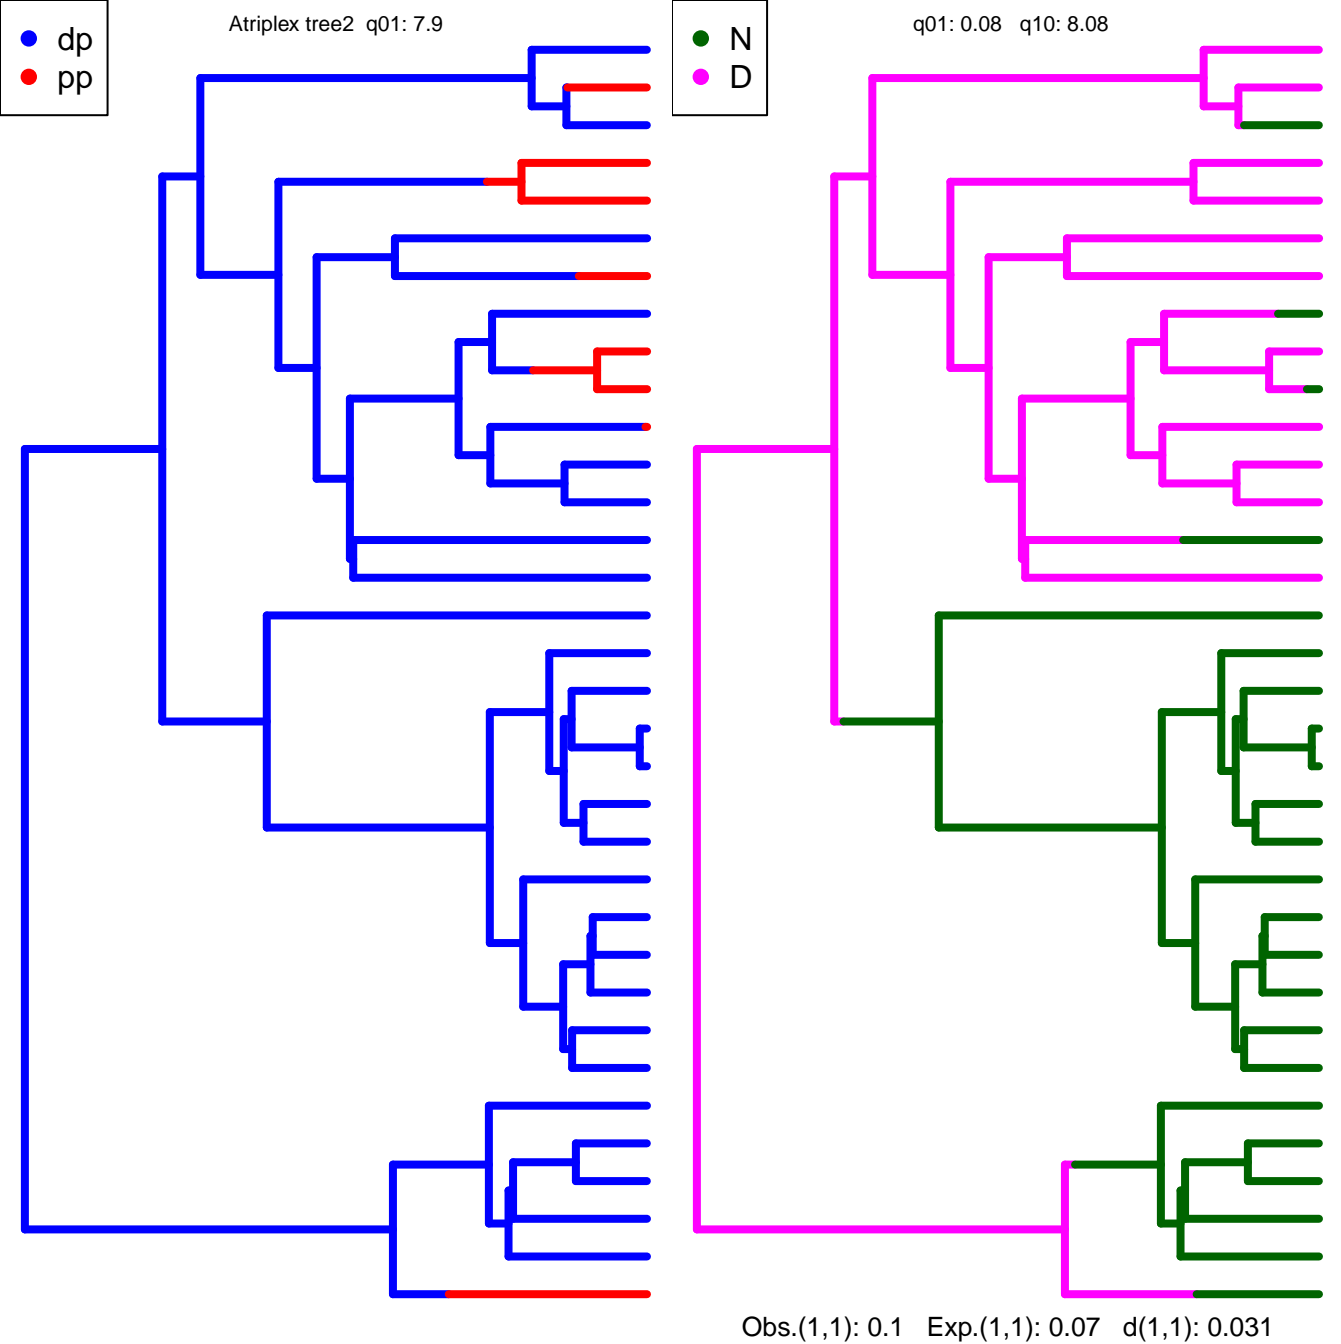 dp
pp
Atriplex tree2  q01: 7.9
N
D
q01: 0.08   q10: 8.08
Obs.(1,1): 0.1   Exp.(1,1): 0.07   d(1,1): 0.031